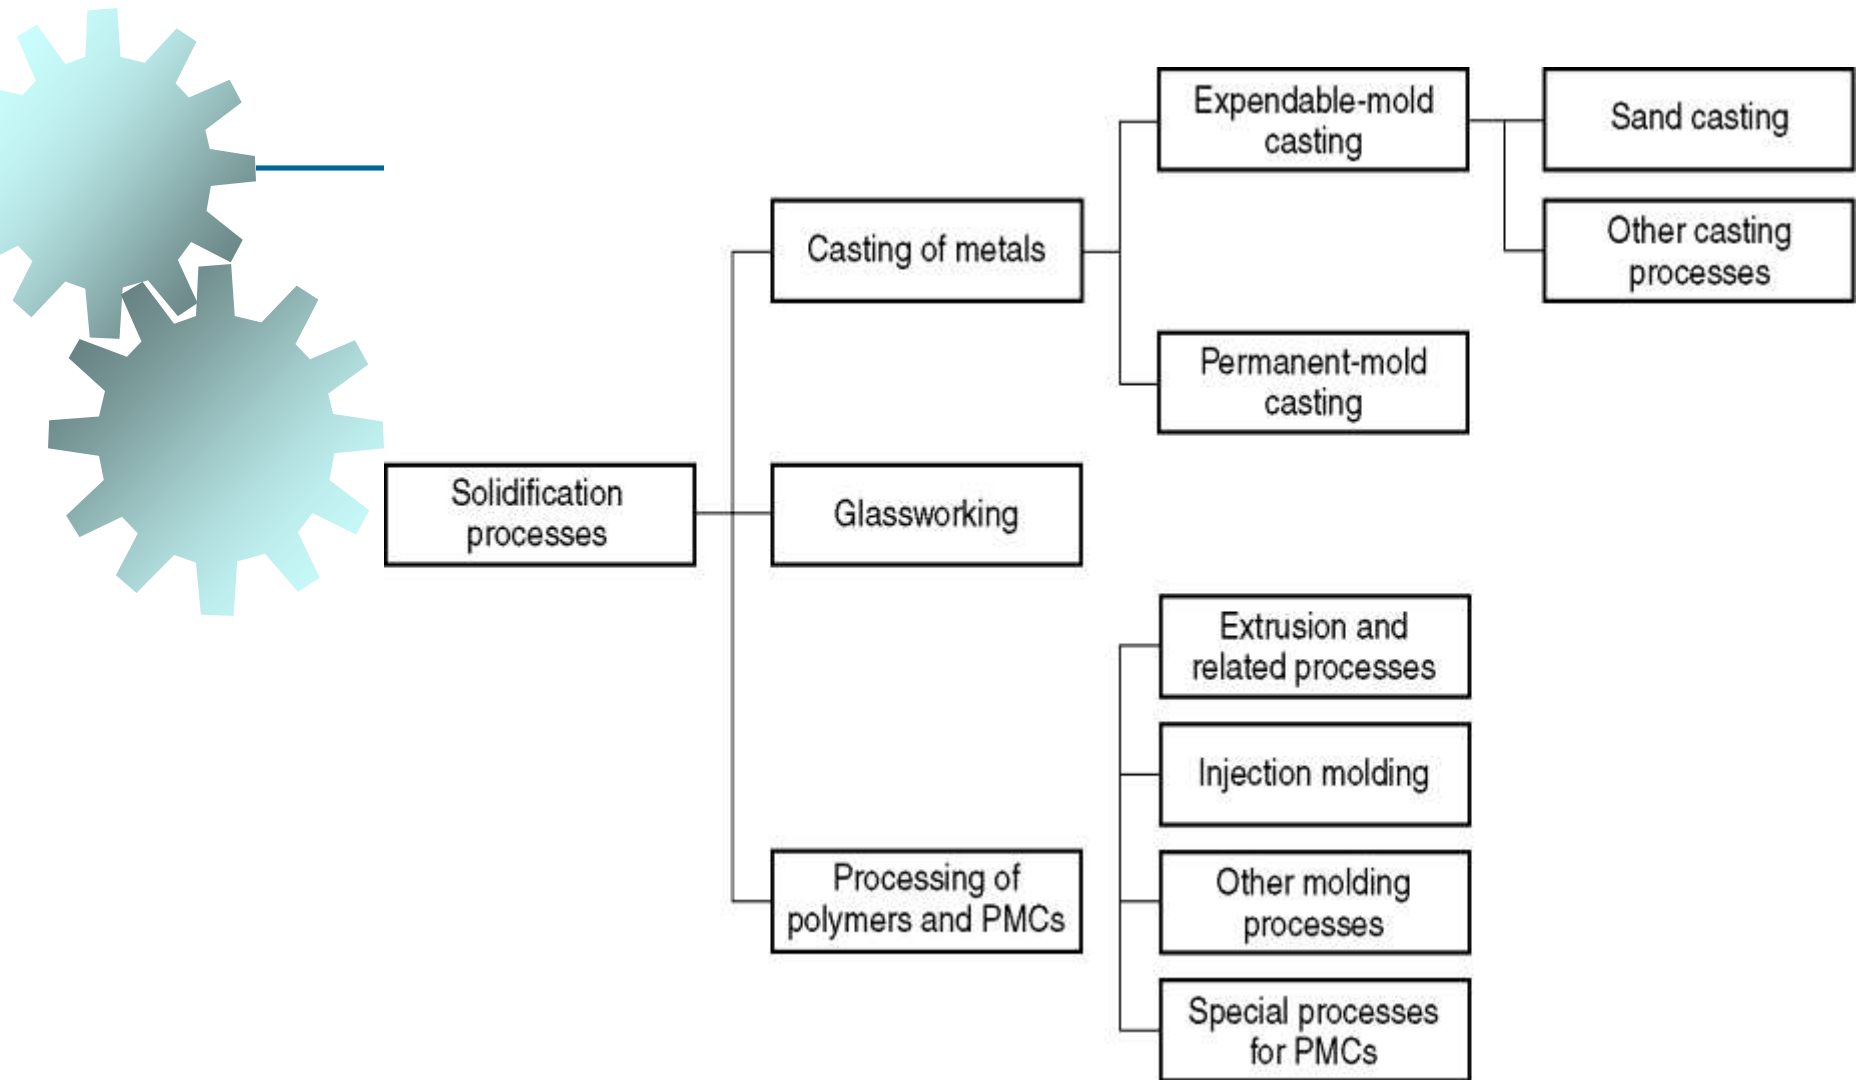 Expendable-mold
casting
Sand casting
Casting of metals
Other casting
processes
Permanent-mold
casting
Solidification
processes
Glassworking
Extrusion and
related processes
Injection molding
Processing of
polymers and PMCs
Other molding
processes
Special processes
for PMCs